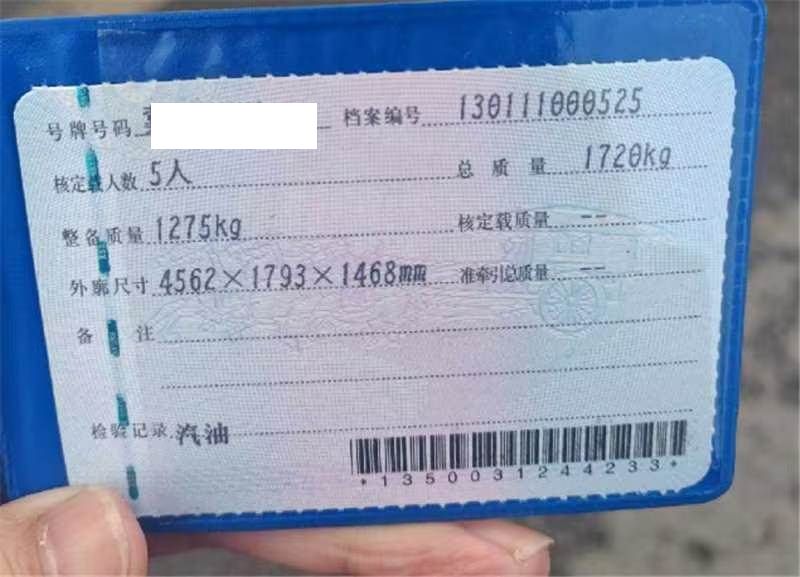 号牌号码 档案编号 130111000525
核定载人数 5人 总质量 1720kg
整备质量 1275kg 核定载质量 --
外廓尺寸 4562×1793×1468mm 准牵引总质量 --
备注
检验记录 汽油
*1350031244233*